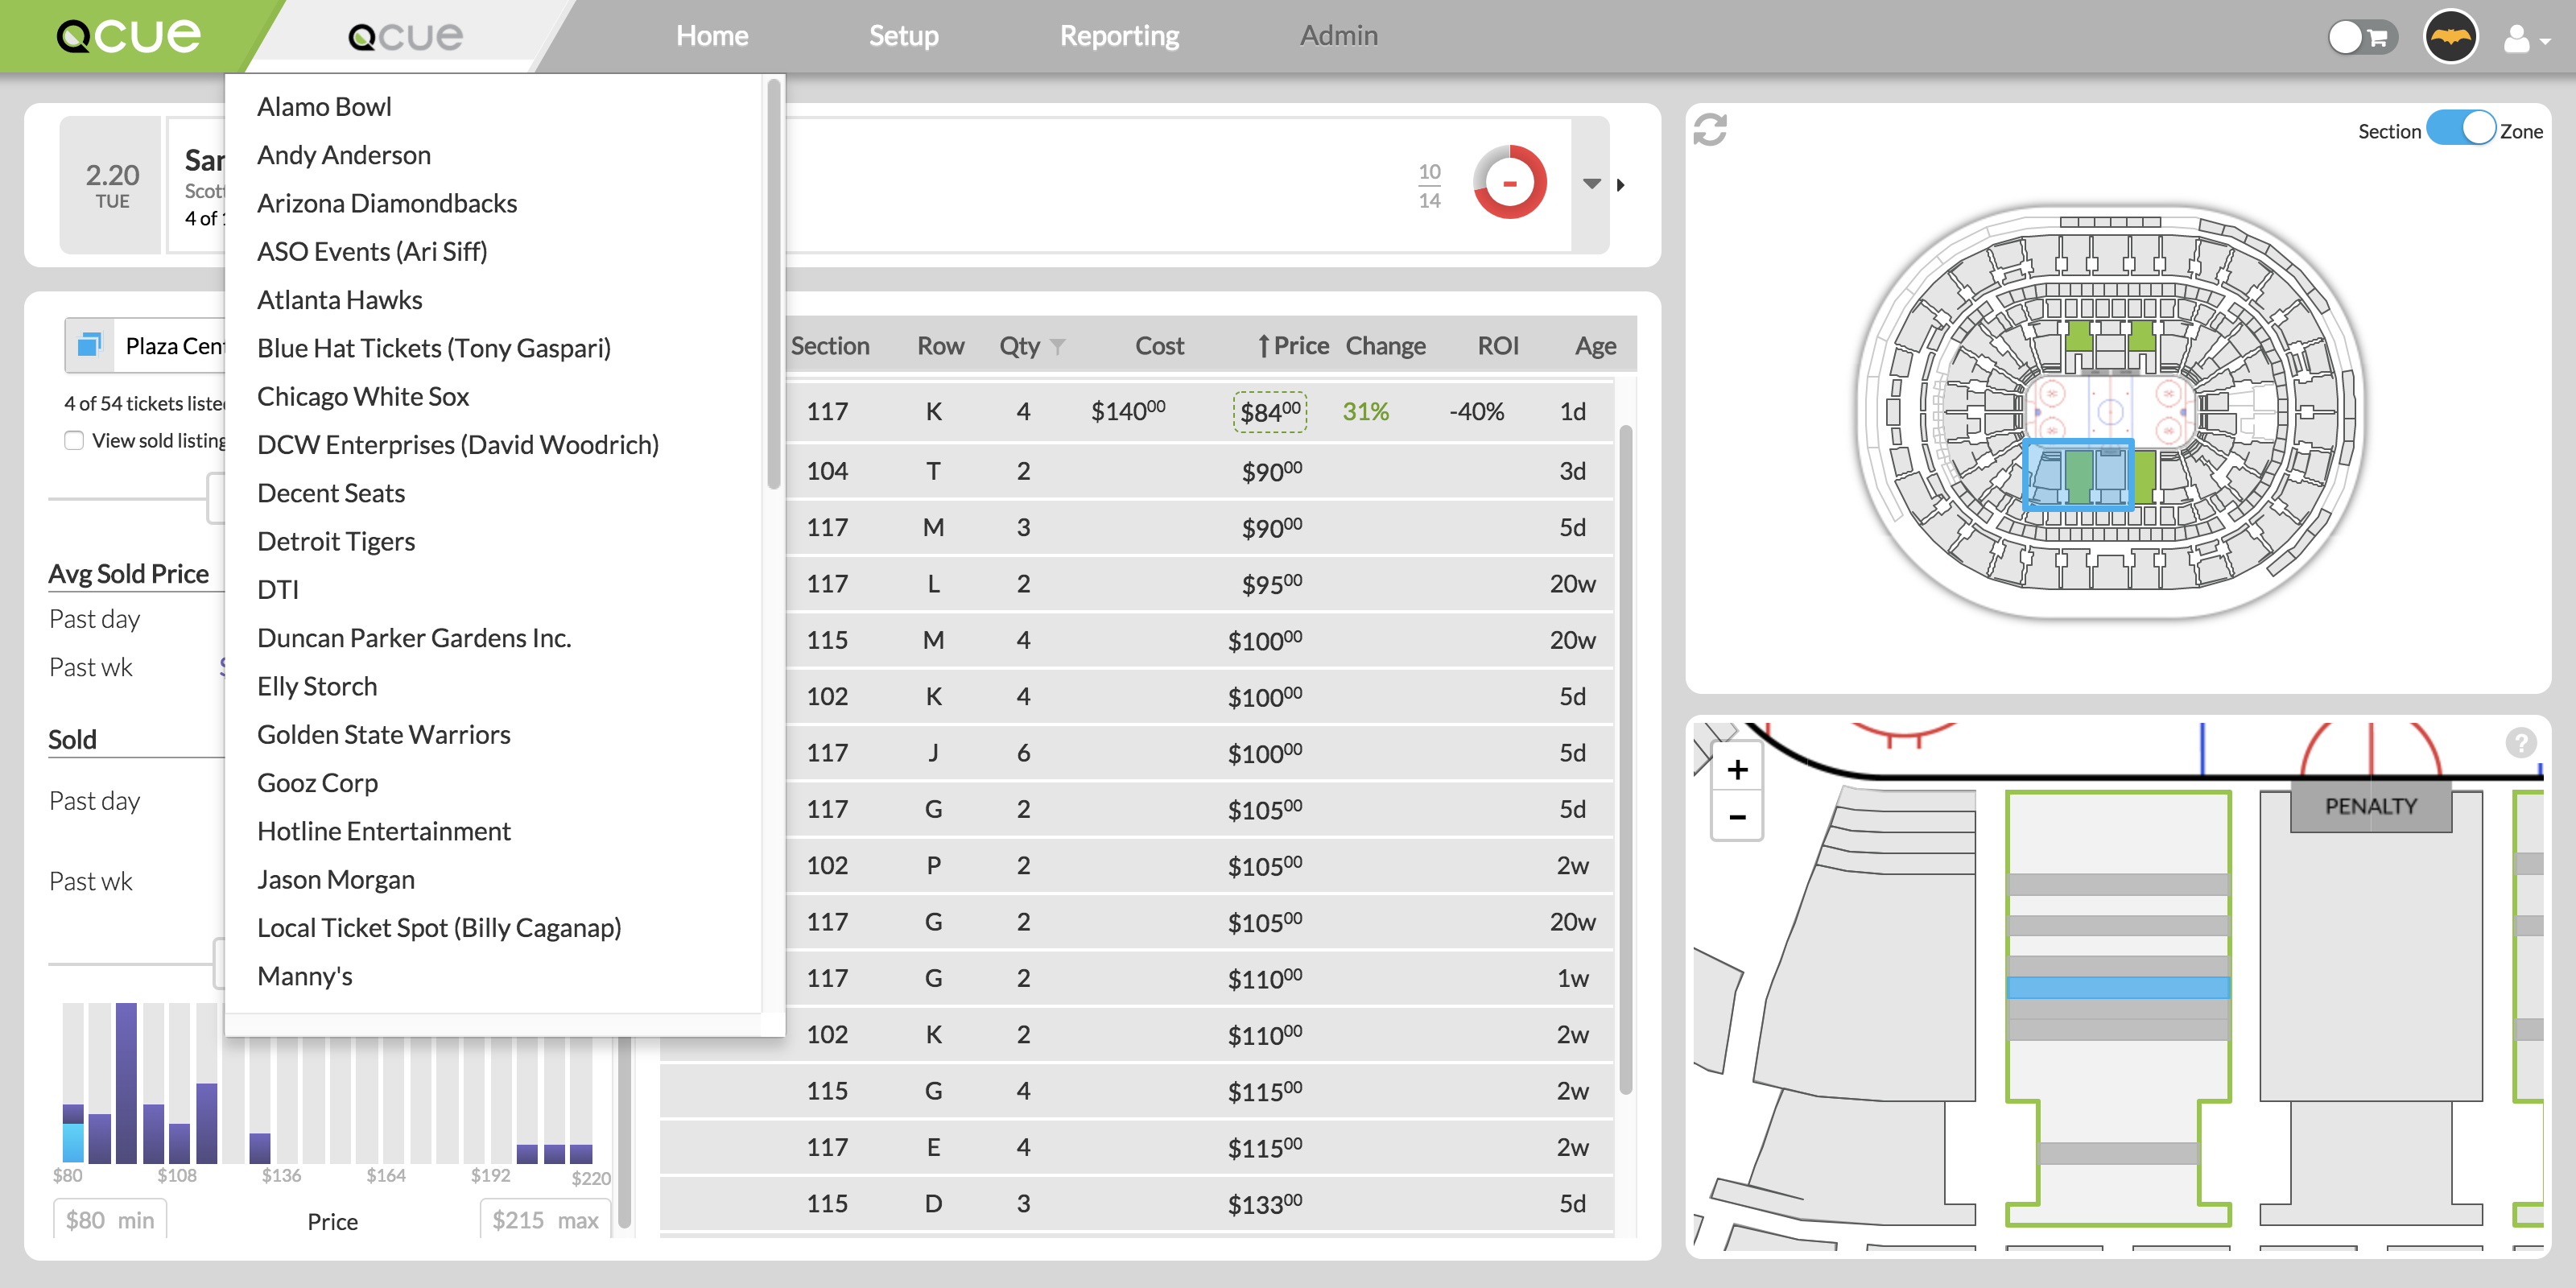 QCUE
QCUE
Home
Setup
Reporting
Admin
Alamo Bowl
Andy Anderson
Arizona Diamondbacks
ASO Events (Ari Siff)
Atlanta Hawks
Blue Hat Tickets (Tony Gaspari)
Chicago White Sox
DCW Enterprises (David Woodrich)
Decent Seats
Detroit Tigers
DTI
Duncan Parker Gardens Inc.
Elly Storch
Golden State Warriors
Gooz Corp
Hotline Entertainment
Jason Morgan
Local Ticket Spot (Billy Caganap)
Manny's
2.20
TUE
4 of
10
14
Plaza
4 of 54 tickets
View sold
Avg Sold Price
Past day
Past wk
Sold
Past day
Past wk
$80 $108 $136 $164 $192 $220
$80 min
Price
$215 max
Section Row Qty Cost ↑Price Change ROI Age
117 K 4 $140.00 $84.00 31% -40% 1d
104 T 2 $90.00 3d
117 M 3 $90.00 5d
117 L 2 $95.00 20w
115 M 4 $100.00 20w
102 K 4 $100.00 5d
117 J 6 $100.00 5d
117 G 2 $105.00 5d
102 P 2 $105.00 2w
117 G 2 $105.00 20w
117 G 2 $110.00 1w
102 K 2 $110.00 2w
115 G 4 $115.00 2w
117 E 4 $115.00 2w
115 D 3 $133.00 5d
Section
Zone
+
-
?
PENALTY